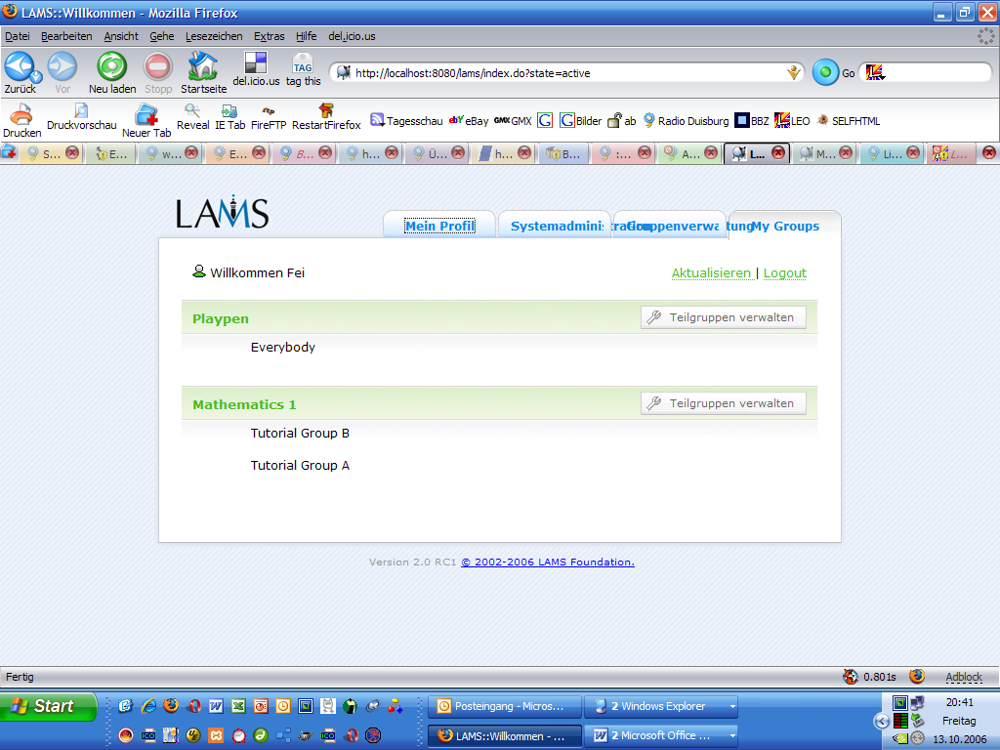 LAMS::Willkommen - Mozilla Firefox
Datei Bearbeiten Ansicht Gehe Lesezeichen Extras Hilfe del.icio.us
TAG
Zurück Vor Neu laden Stopp Startseite del.icio.us tag this http://localhost:8080/lams/index.do?state=active Go
Drucken Druckvorschau Neuer Tab Reveal IE Tab FireFTP RestartFirefox Tagesschau eBay GMX Bilder ab Radio Duisburg BBZ LEO SELFHTML
S... E... w... E... B... h... Ü... h... B... :... A... L... M... Li... L...
LAMS
Mein Profil Systemadministration Gruppenverwaltung My Groups
Willkommen Fei Aktualisieren | Logout
Playpen Teilgruppen verwalten
Everybody
Mathematics 1 Teilgruppen verwalten
Tutorial Group B
Tutorial Group A
Version 2.0 RC1 © 2002-2006 LAMS Foundation.
Fertig 0.801s Adblock
Start Posteingang - Micros... 2 Windows Explorer 20:41
Freitag
LAMS::Willkommen - ... 2 Microsoft Office ... 13.10.2006